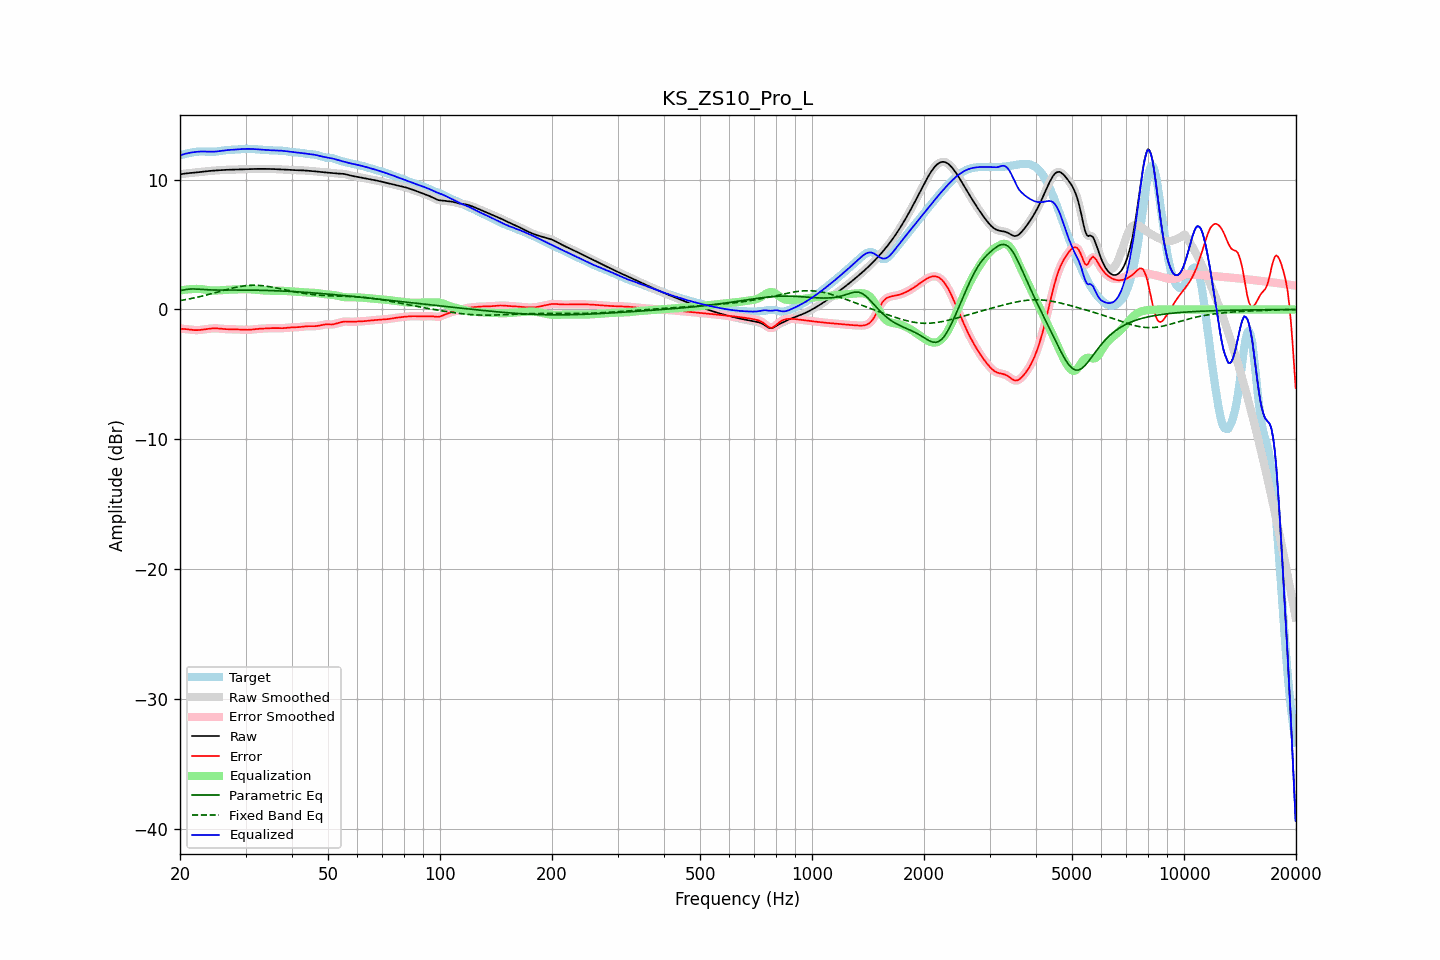 KS_ZS10_Pro_L
Amplitude (dBr)
10
0
−10
−20
−30
−40
Target
Raw Smoothed
Error Smoothed
Raw
Error
Equalization
Parametric Eq
Fixed Band Eq
Equalized
20 50 100 200 500 1000 2000 5000 10000 20000
Frequency (Hz)